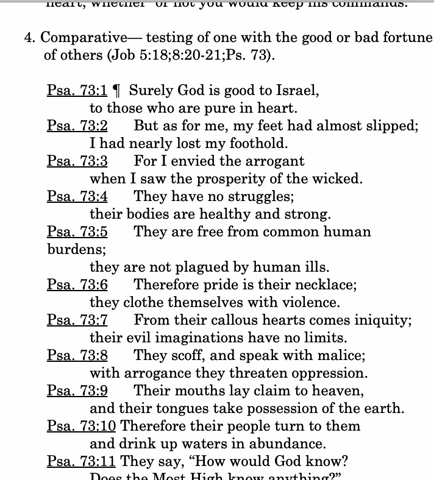 heart, whether or not you would keep his commands.
4. Comparative— testing of one with the good or bad fortune
of others (Job 5:18;8:20-21;Ps. 73).
Psa. 73:1 ¶ Surely God is good to Israel,
to those who are pure in heart.
Psa. 73:2 But as for me, my feet had almost slipped;
I had nearly lost my foothold.
Psa. 73:3 For I envied the arrogant
when I saw the prosperity of the wicked.
Psa. 73:4 They have no struggles;
their bodies are healthy and strong.
Psa. 73:5 They are free from common human
burdens;
they are not plagued by human ills.
Psa. 73:6 Therefore pride is their necklace;
they clothe themselves with violence.
Psa. 73:7 From their callous hearts comes iniquity;
their evil imaginations have no limits.
Psa. 73:8 They scoff, and speak with malice;
with arrogance they threaten oppression.
Psa. 73:9 Their mouths lay claim to heaven,
and their tongues take possession of the earth.
Psa. 73:10 Therefore their people turn to them
and drink up waters in abundance.
Psa. 73:11 They say, “How would God know?
Does the Most High know anything?”